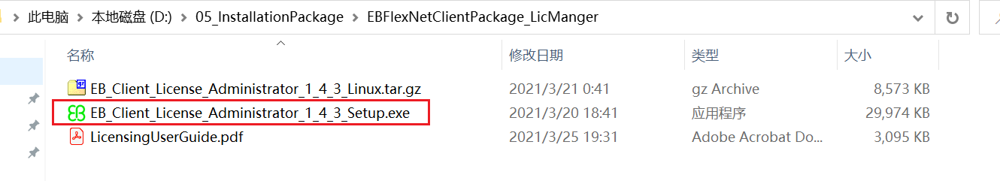 此电脑 > 本地磁盘 (D:) > 05_InstallationPackage > EBFlexNetClientPackage_LicManger
名称 修改日期 类型 大小
EB_Client_License_Administrator_1_4_3_Linux.tar.gz 2021/3/21 0:41 gz Archive 8,573 KB
EB_Client_License_Administrator_1_4_3_Setup.exe 2021/3/20 18:41 应用程序 29,974 KB
LicensingUserGuide.pdf 2021/3/25 19:31 Adobe Acrobat Do... 3,095 KB